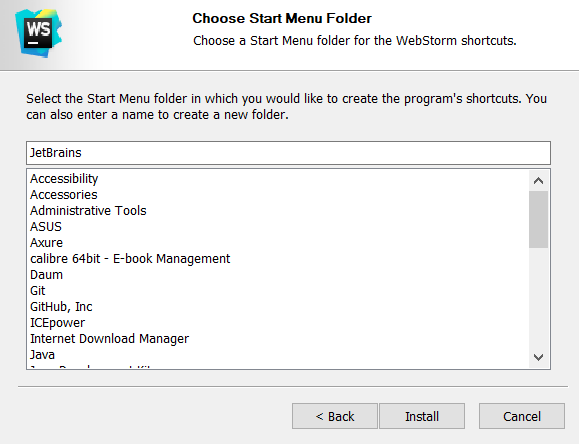 WS
Choose Start Menu Folder
Choose a Start Menu folder for the WebStorm shortcuts.
Select the Start Menu folder in which you would like to create the program's shortcuts. You
can also enter a name to create a new folder.
JetBrains
Accessibility
Accessories
Administrative Tools
ASUS
Axure
calibre 64bit - E-book Management
Daum
Git
GitHub, Inc
ICEpower
Internet Download Manager
Java
< Back
Install
Cancel